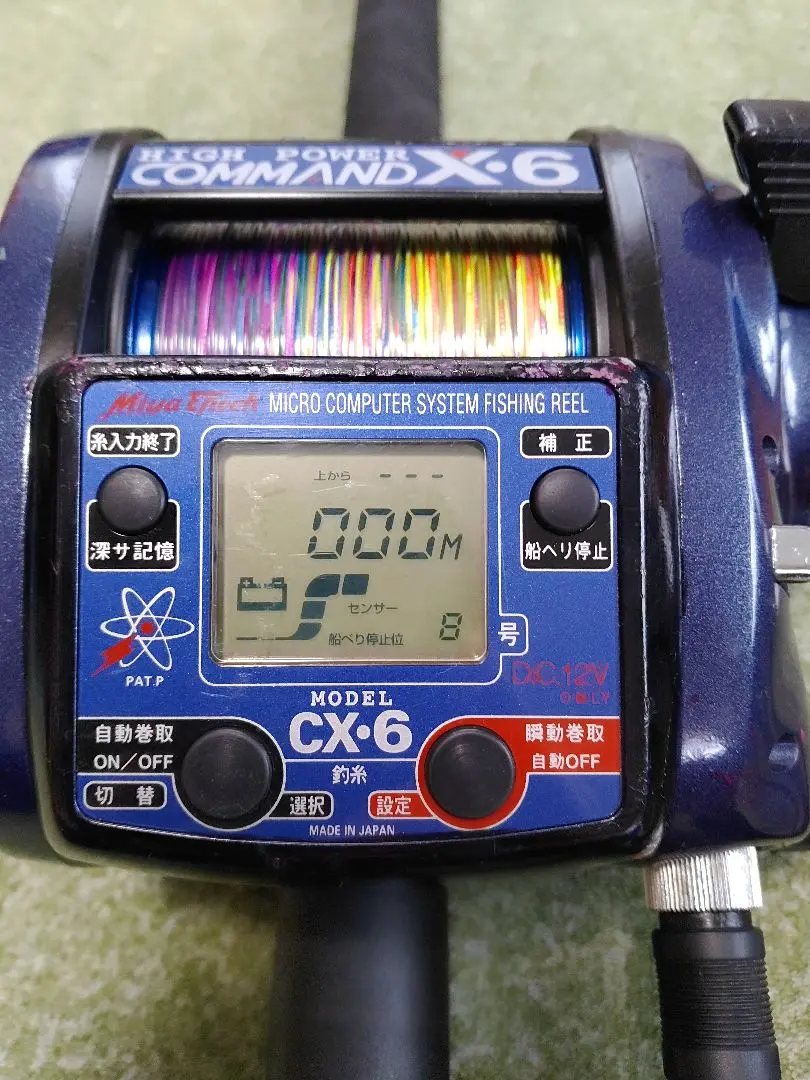 HIGH POWER
COMMAND X•6
Miya Epoch MICRO COMPUTER SYSTEM FISHING REEL
糸入力終了
補 正
上から - - -
000M
深サ記憶
船ベリ停止
センサー
船べり停止位 8
号
PAT.P
D.C.12V
ONLY
MODEL
CX•6
自動巻取
ON/OFF
瞬動巻取
自動OFF
釣糸
切 替
選択
設定
MADE IN JAPAN